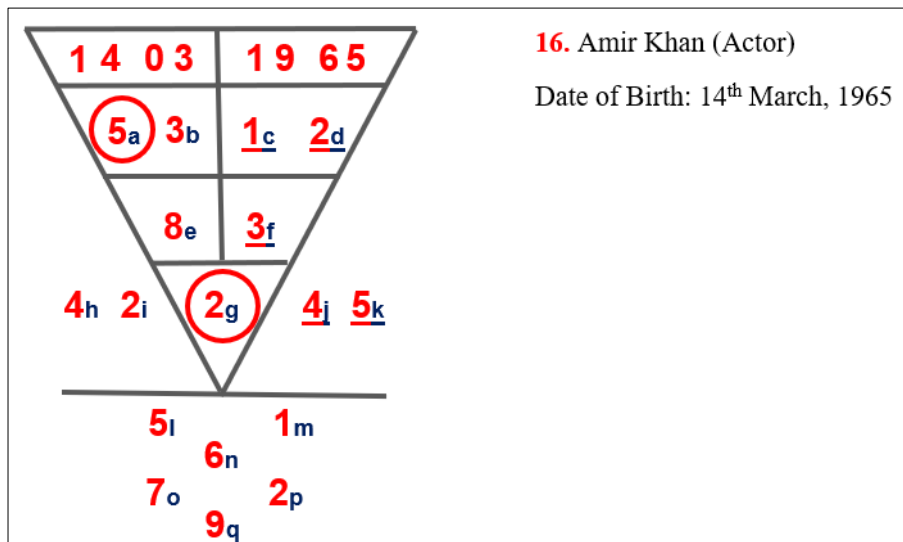 1 4 0 3 1 9 6 5
5a 3b 1c 2d
8e 3f
4h 2i 2g 4j 5k
5l 1m
6n
7o 2p
9q
16. Amir Khan (Actor)
Date of Birth: 14th March, 1965